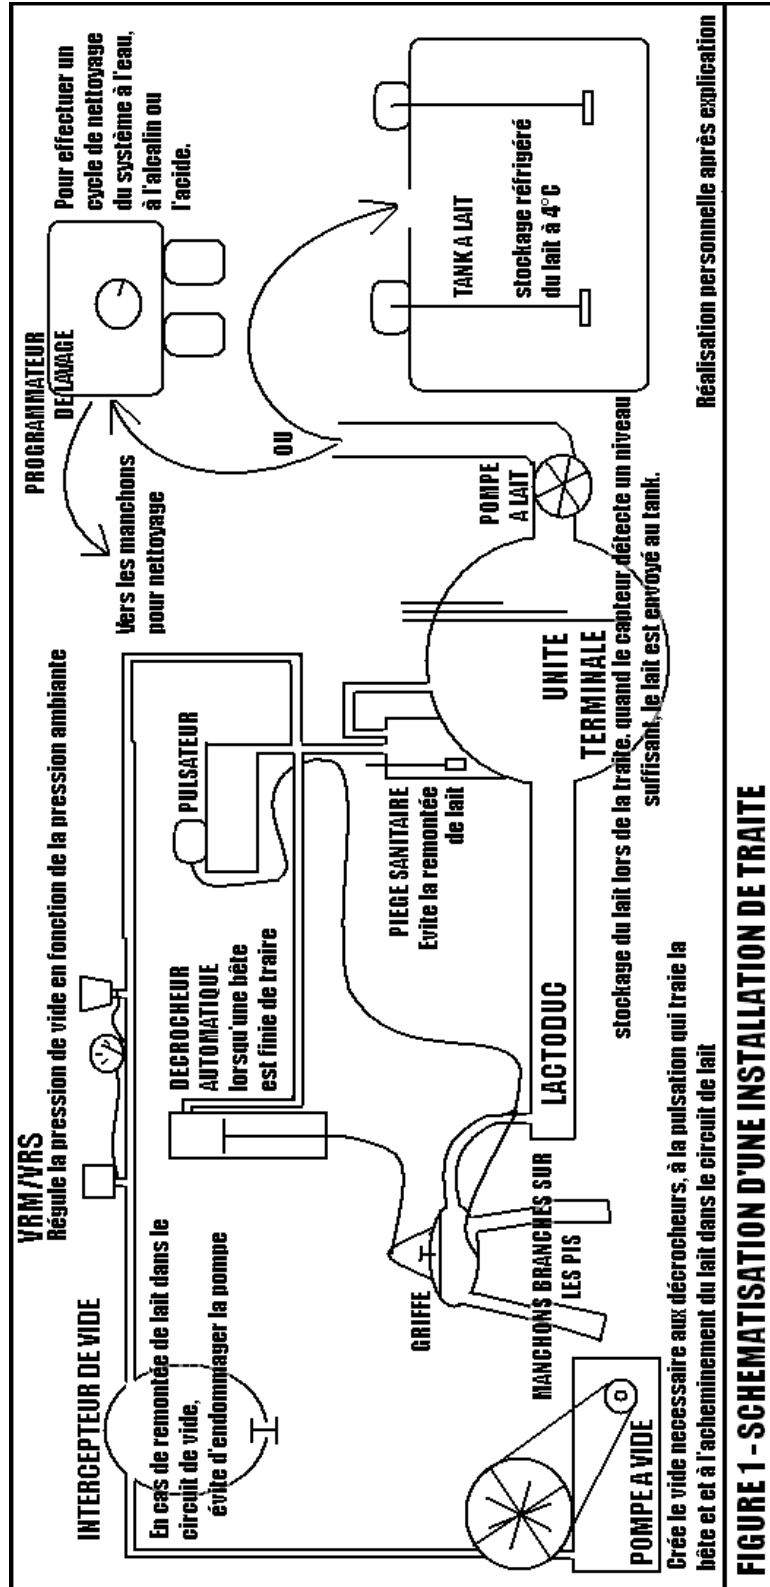 INTERCEPTEUR DE VIDE
En cas de remontée de lait dans le
circuit de vide,
évite d'endommager la pompe
VRM /VRS
Régule la pression de vide en fonction de la pression ambiante
PROGRAMMATEUR
DE LAVAGE
Pour effectuer un
cycle de nettoyage
du système à l'eau,
à l'alcalin ou
l'acide.
Vers les manchons
pour nettoyage
DECROCHEUR
AUTOMATIQUE
lorsqu'une bête
est finie de traire
PULSATEUR
OU
PIEGE SANITAIRE
Evite la remontée
de lait
GRIFFE
MANCHONS BRANCHES SUR
LES PIS
LACTODUC
UNITE
TERMINALE
stockage du lait lors de la traite. quand le capteur détecte un niveau
suffisant, le lait est envoyé au tank.
POMPE
A LAIT
TANK A LAIT
stockage réfrigéré
du lait à 4°C
POMPE A VIDE
Crée le vide necessaire aux décrocheurs, à la pulsation qui traie la
bête et et à l'acheminement du lait dans le circuit de lait
Réalisation personnelle après explication
FIGURE 1 - SCHEMATISATION D'UNE INSTALLATION DE TRAITE